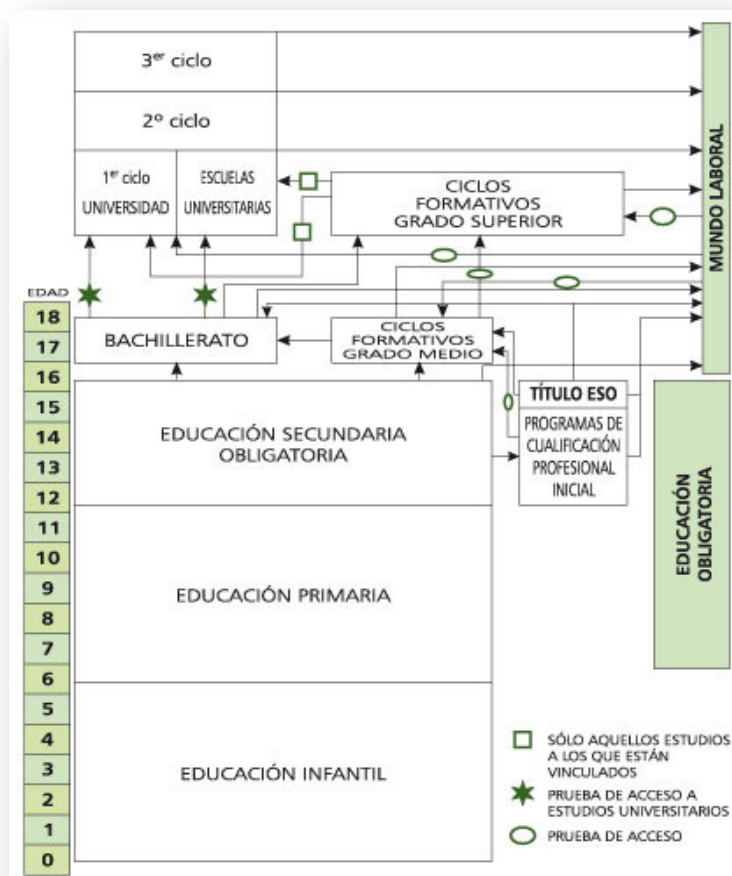 3er ciclo
2º ciclo
1er ciclo
UNIVERSIDAD
ESCUELAS
UNIVERSITARIAS
CICLOS
FORMATIVOS
GRADO SUPERIOR
MUNDO LABORAL
EDAD
18
17
16
15
14
13
12
11
10
9
8
7
6
5
4
3
2
1
0
BACHILLERATO
CICLOS
FORMATIVOS
GRADO MEDIO
TÍTULO ESO
PROGRAMAS DE
CUALIFICACIÓN
PROFESIONAL
INICIAL
EDUCACIÓN SECUNDARIA
OBLIGATORIA
EDUCACIÓN PRIMARIA
EDUCACIÓN INFANTIL
EDUCACIÓN
OBLIGATORIA
SÓLO AQUELLOS ESTUDIOS
A LOS QUE ESTÁN
VINCULADOS
PRUEBA DE ACCESO A
ESTUDIOS UNIVERSITARIOS
PRUEBA DE ACCESO